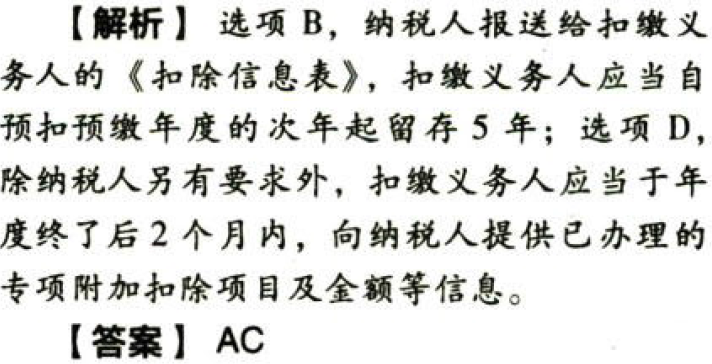 【解析】 选项 B，纳税人报送给扣缴义
务人的《扣除信息表》，扣缴义务人应当自
预扣预缴年度的次年起留存 5 年；选项 D，
除纳税人另有要求外，扣缴义务人应当于年
度终了后 2 个月内，向纳税人提供已办理的
专项附加扣除项目及金额等信息。
【答案】 AC